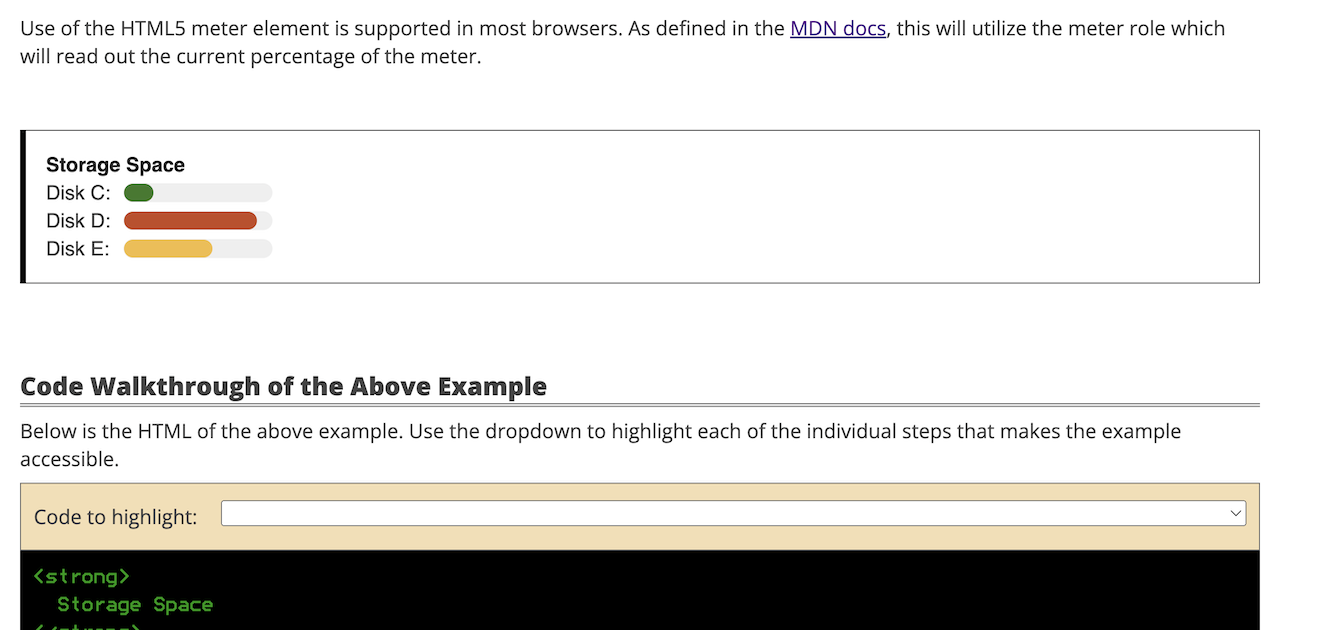 Use of the HTML5 meter element is supported in most browsers. As defined in the MDN docs, this will utilize the meter role which
will read out the current percentage of the meter.
Storage Space
Disk C:
Disk D:
Disk E:
Code Walkthrough of the Above Example
Below is the HTML of the above example. Use the dropdown to highlight each of the individual steps that makes the example
accessible.
Code to highlight:
<strong>
Storage Space